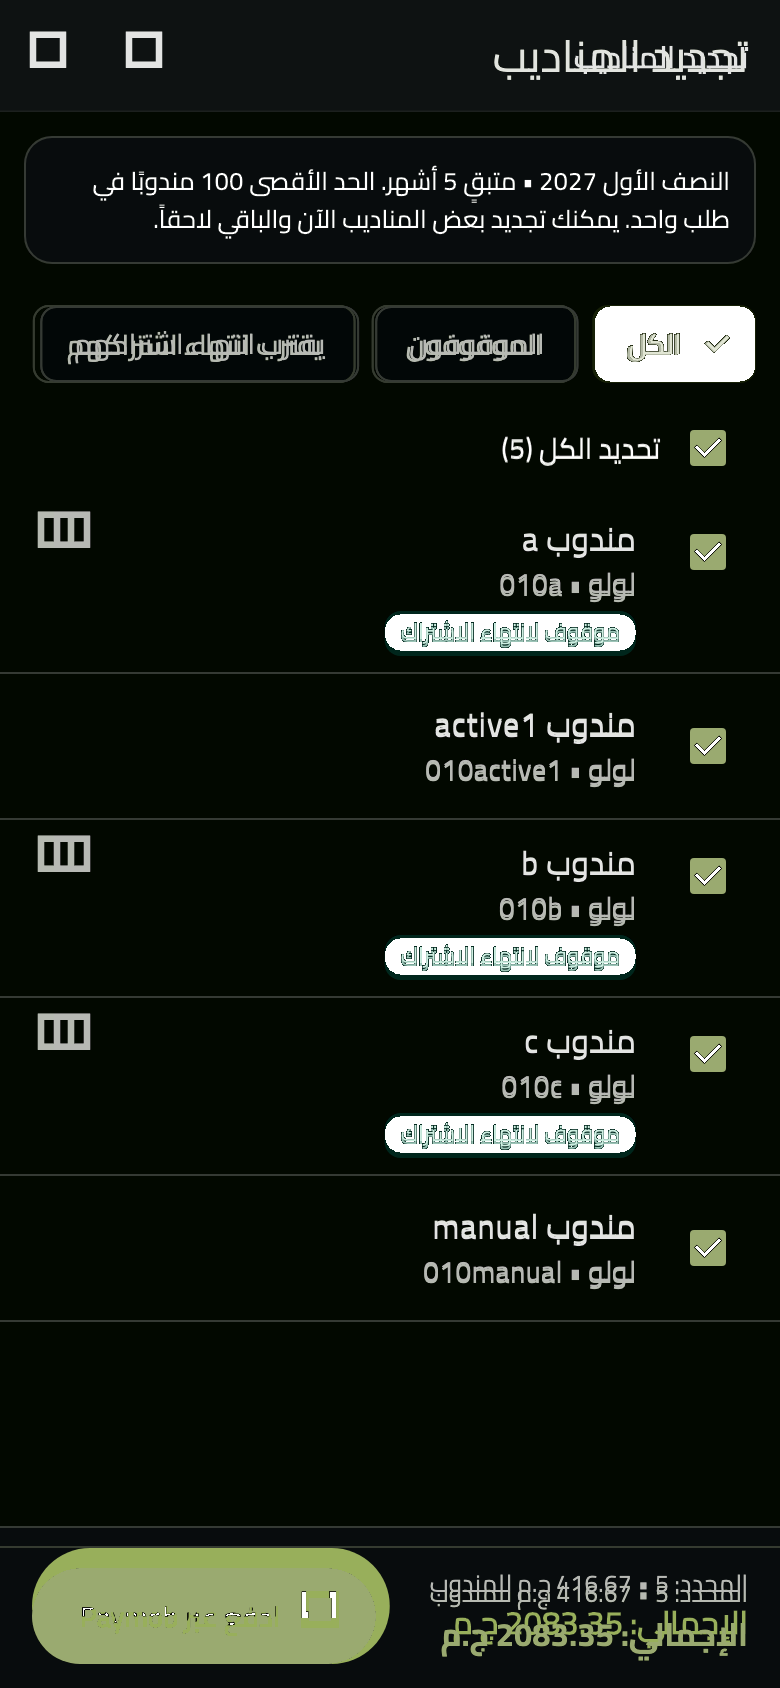 تجديد المناديب
النصف الأول 2027 • متبقٍ 5 أشهر. الحد الأقصى 100 مندوبًا في
طلب واحد. يمكنك تجديد بعض المناديب الآن والباقي لاحقاً.
الكل
الموقوفون
يقترب انتهاء اشتراكهم
تحديد الكل (5)
مندوب a
لولو • 010a
موقوف لانتهاء الاشتراك
مندوب active1
لولو • 010active1
مندوب b
لولو • 010b
موقوف لانتهاء الاشتراك
مندوب c
لولو • 010c
موقوف لانتهاء الاشتراك
مندوب manual
لولو • 010manual
المحدد: 5 • 416.67 ج.م للمندوب
الإجمالي: 2083.35 ج.م